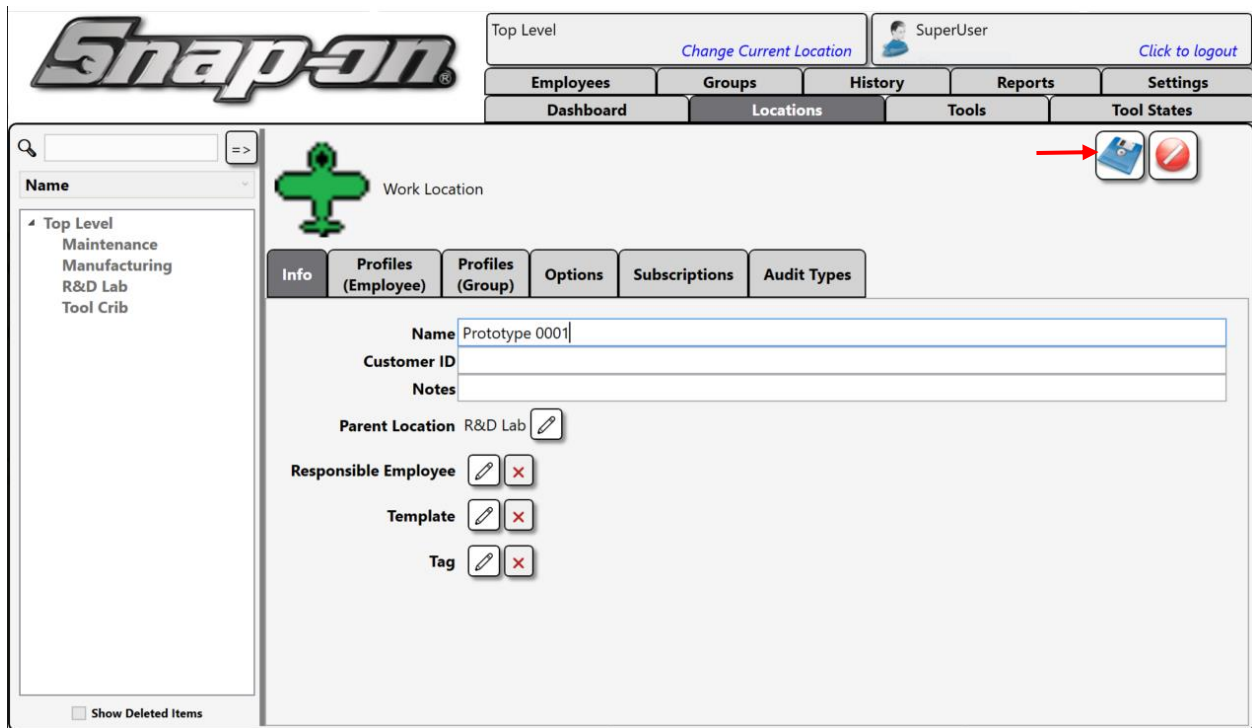 Snap-on®
Top Level
Change Current Location
SuperUser
Click to logout
Employees Groups History Reports Settings
Dashboard Locations Tools Tool States
=>
Name
Top Level
Maintenance
Manufacturing
R&D Lab
Tool Crib
Show Deleted Items
Work Location
Info Profiles (Employee) Profiles (Group) Options Subscriptions Audit Types
Name Prototype 0001
Customer ID
Notes
Parent Location R&D Lab
Responsible Employee
Template
Tag